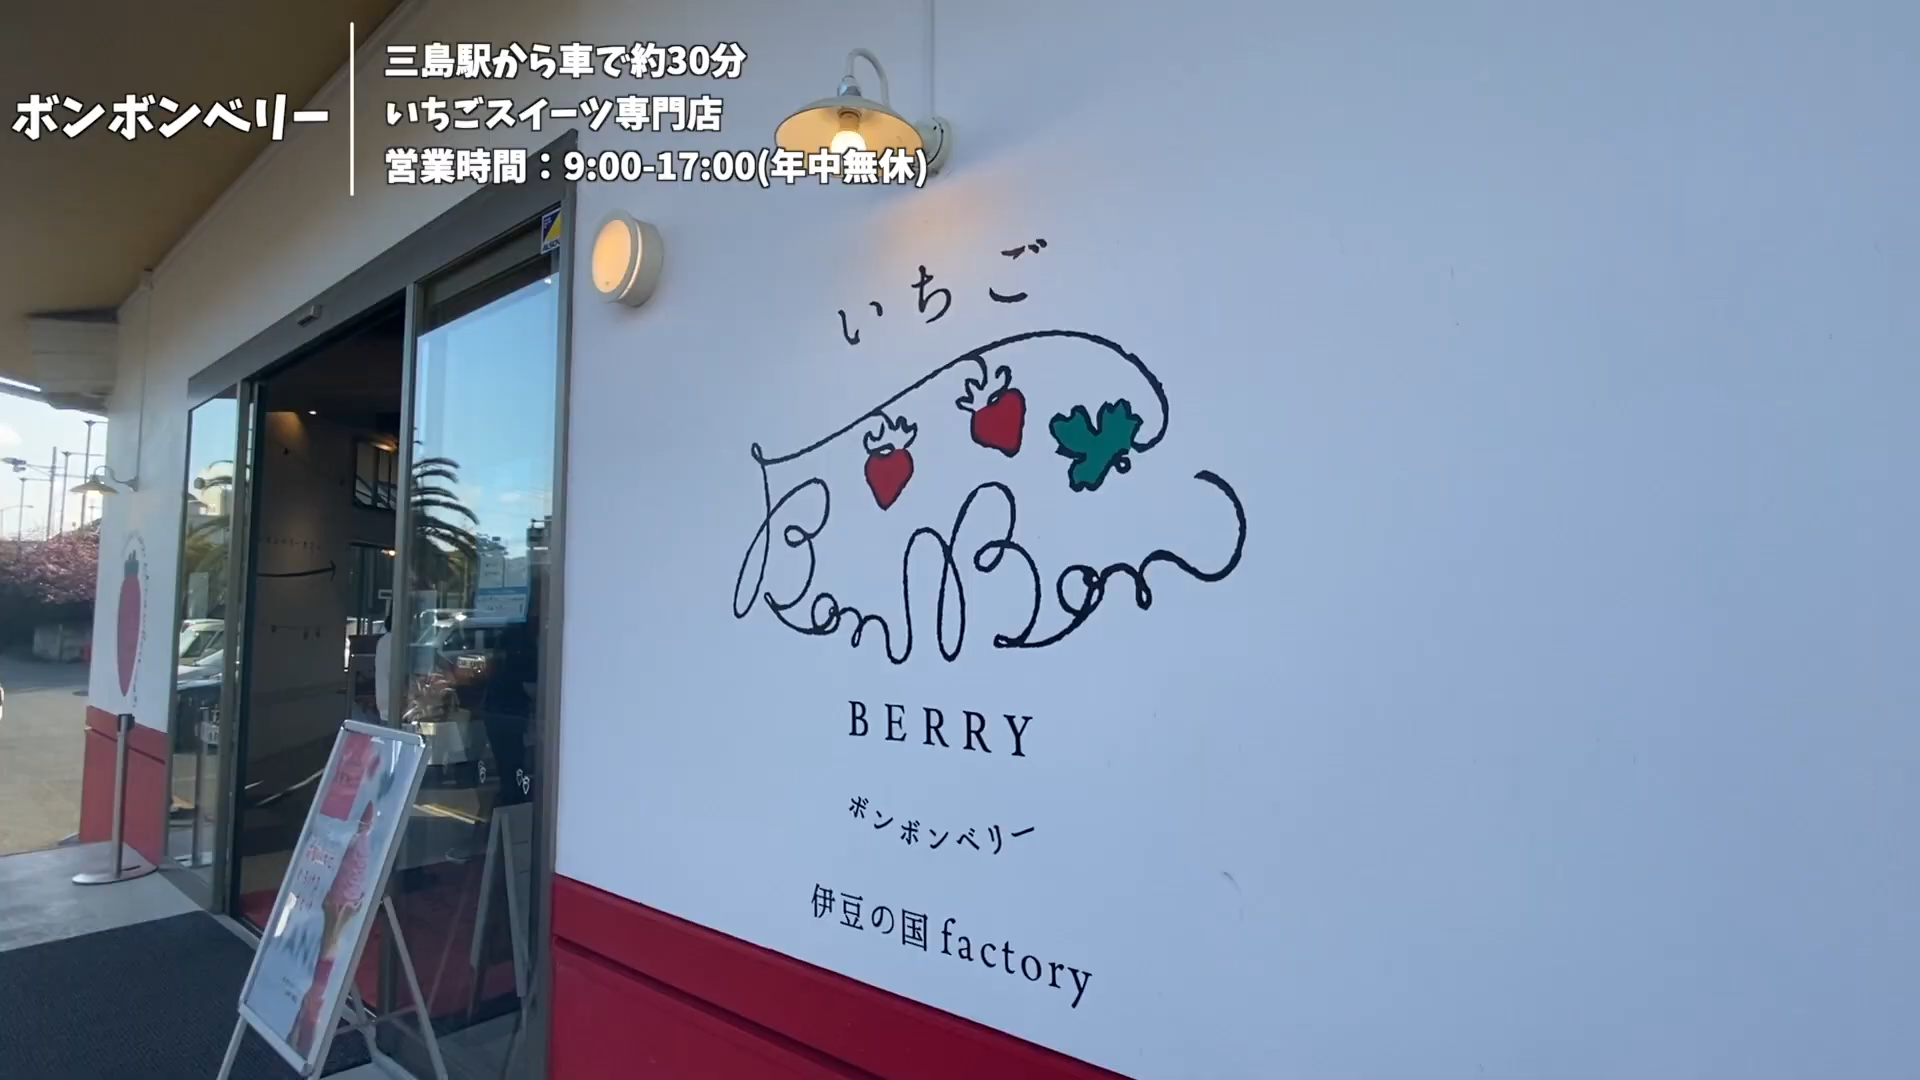 ボンボンベリー
三島駅から車で約30分
いちごスイーツ専門店
営業時間：9:00-17:00(年中無休)
いちご
BonBon
BERRY
ボンボンベリー
伊豆の国 factory